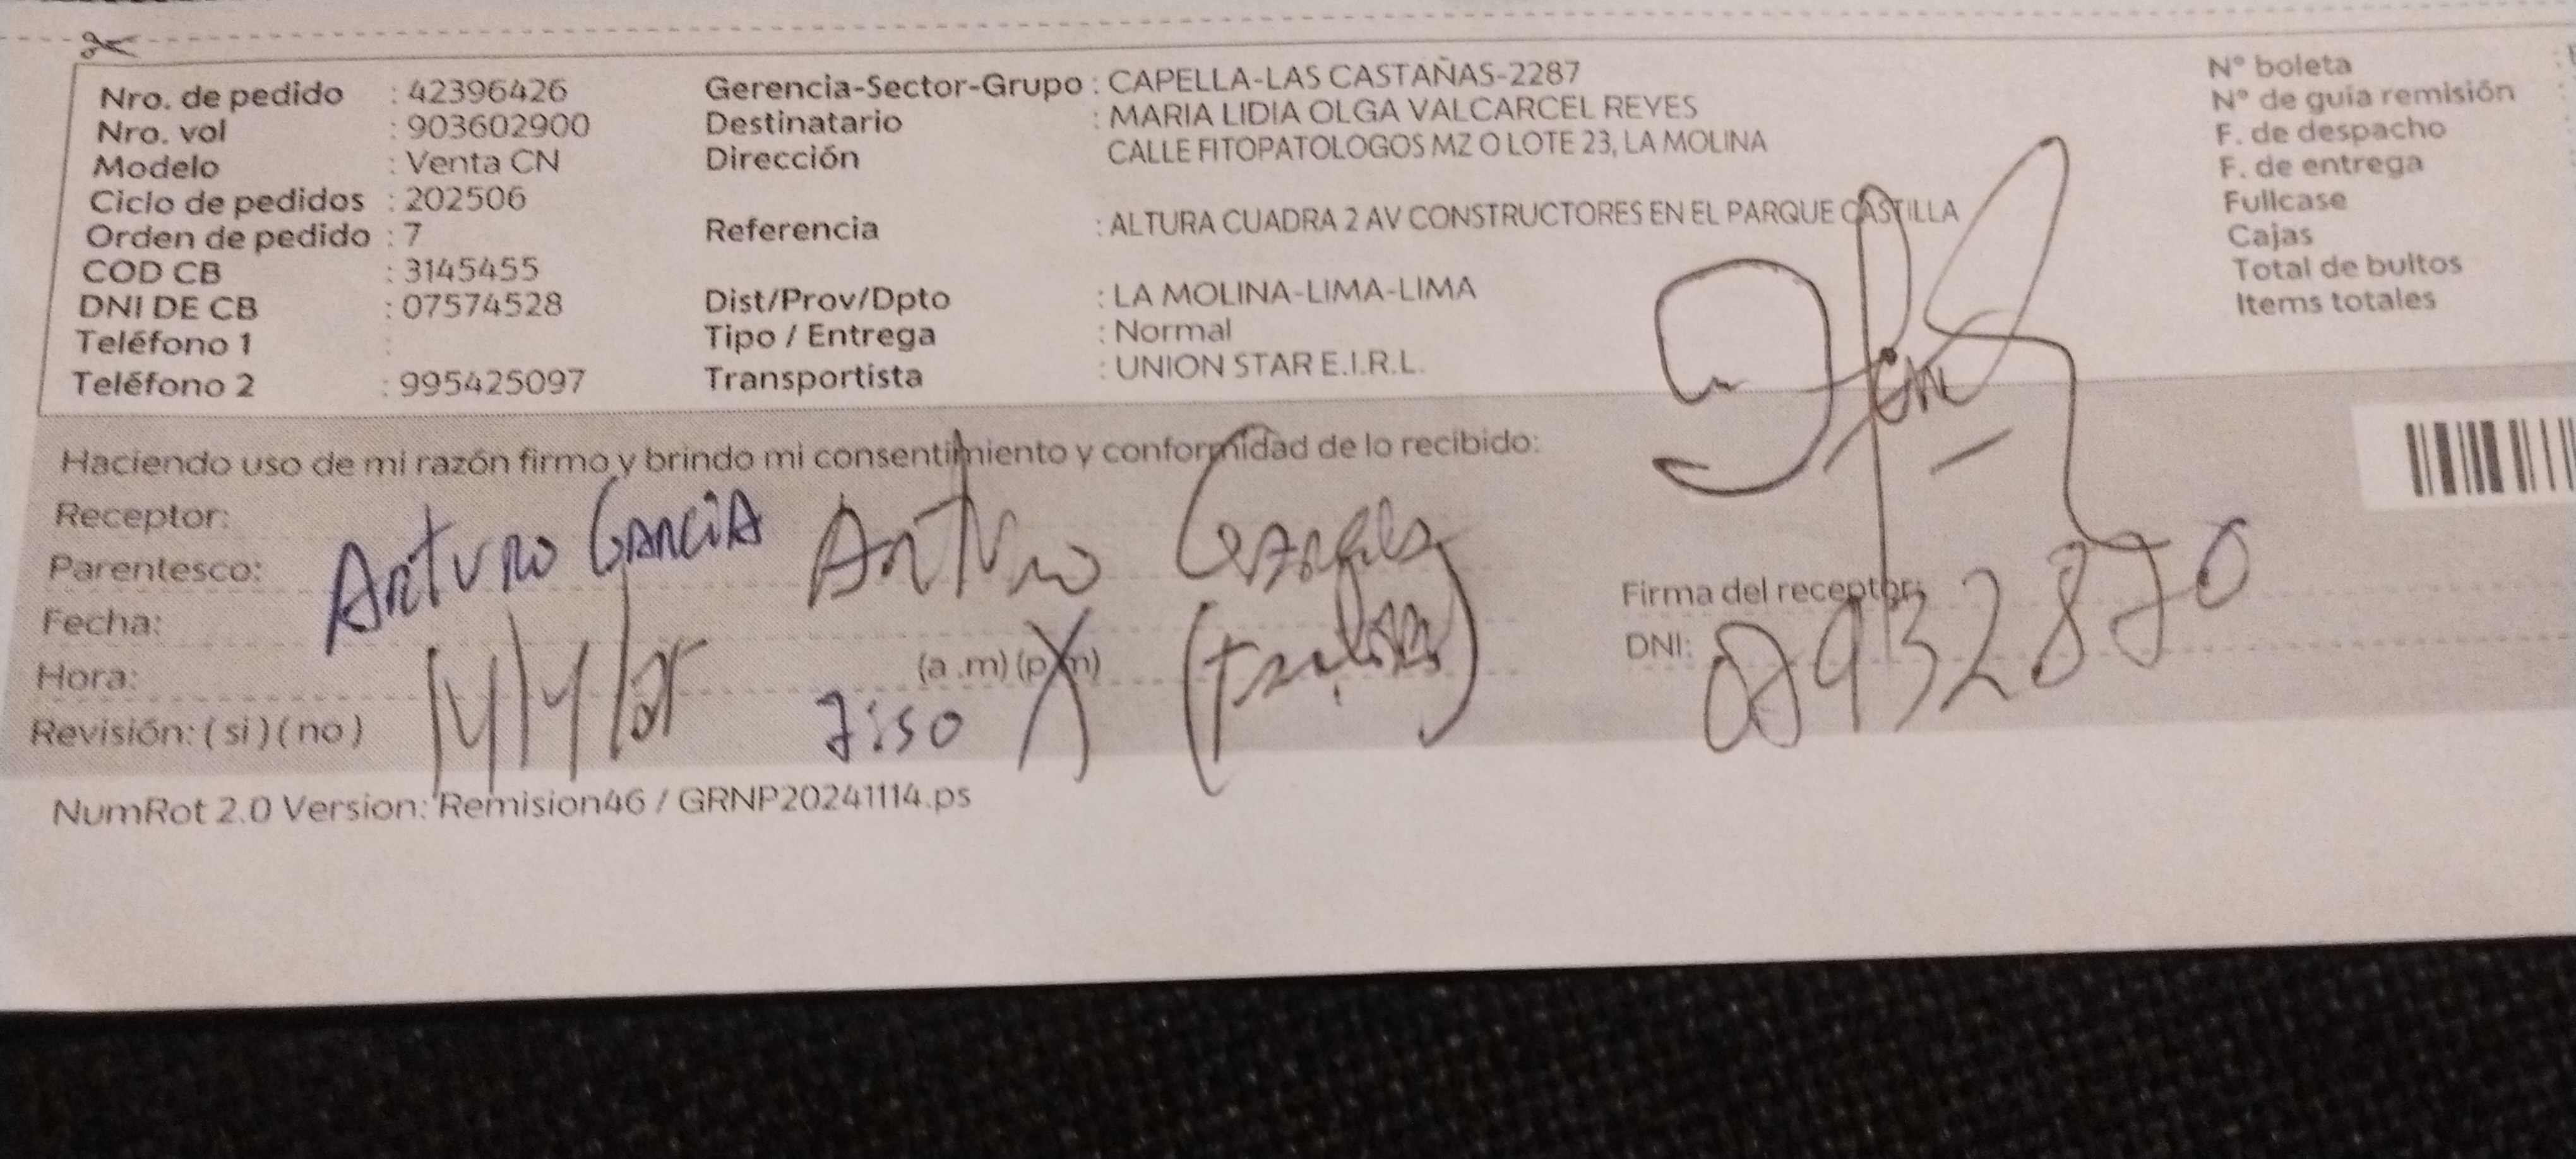 Nro. de pedido : 42396426
Nro. vol : 903602900
Modelo : Venta CN
Ciclo de pedidos : 202506
Orden de pedido : 7
COD CB : 3145455
DNI DE CB : 07574528
Teléfono 1 :
Teléfono 2 : 995425097
Gerencia-Sector-Grupo : CAPELLA-LAS CASTAÑAS-2287
Destinatario : MARIA LIDIA OLGA VALCARCEL REYES
Dirección CALLE FITOPATOLOGOS MZ O LOTE 23, LA MOLINA
Referencia : ALTURA CUADRA 2 AV CONSTRUCTORES EN EL PARQUE CASTILLA
Dist/Prov/Dpto : LA MOLINA-LIMA-LIMA
Tipo / Entrega : Normal
Transportista : UNION STAR E.I.R.L.
N° boleta
N° de guía remisión
F. de despacho
F. de entrega
Fullcase
Cajas
Total de bultos
Items totales
Haciendo uso de mi razón firmo y brindo mi consentimiento y conformidad de lo recibido:
Receptor: Arturo GARCIA Arturo
Parentesco:
Fecha:
Hora: (a .m) (p.m)
Revisión: ( si ) ( no ) 7:50
Firma del receptor:
DNI:
NumRot 2.0 Version: Remision46 / GRNP20241114.ps